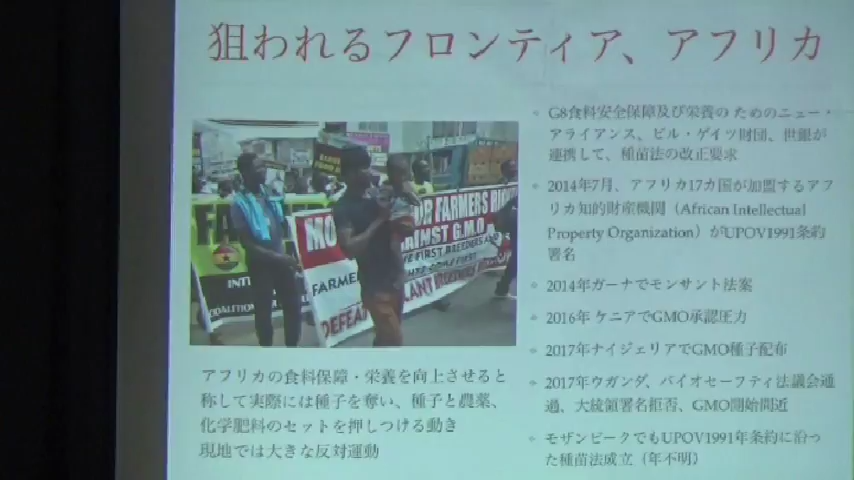 狙われるフロンティア、アフリカ
FARMERS RIGHTS
AGAINST G.M.O
FARME
DEFEAT
アフリカの食料保障・栄養を向上させると
称して実際には種子を奪い、種子と農薬、
化学肥料のセットを押しつける動き
現地では大きな反対運動
G8食料安全保障及び栄養の ためのニュー・
アライアンス、ビル・ゲイツ財団、世銀が
連携して、種苗法の改正要求
2014年7月、アフリカ17カ国が加盟するアフ
リカ知的財産機関（African Intellectual
Property Organization）がUPOV1991条約
署名
2014年ガーナでモンサント法案
2016年 ケニアでGMO承認圧力
2017年ナイジェリアでGMO種子配布
2017年ウガンダ、バイオセーフティ法議会通
過、大統領署名拒否、GMO開始間近
モザンビークでもUPOV1991年条約に沿っ
た種苗法成立（年不明）